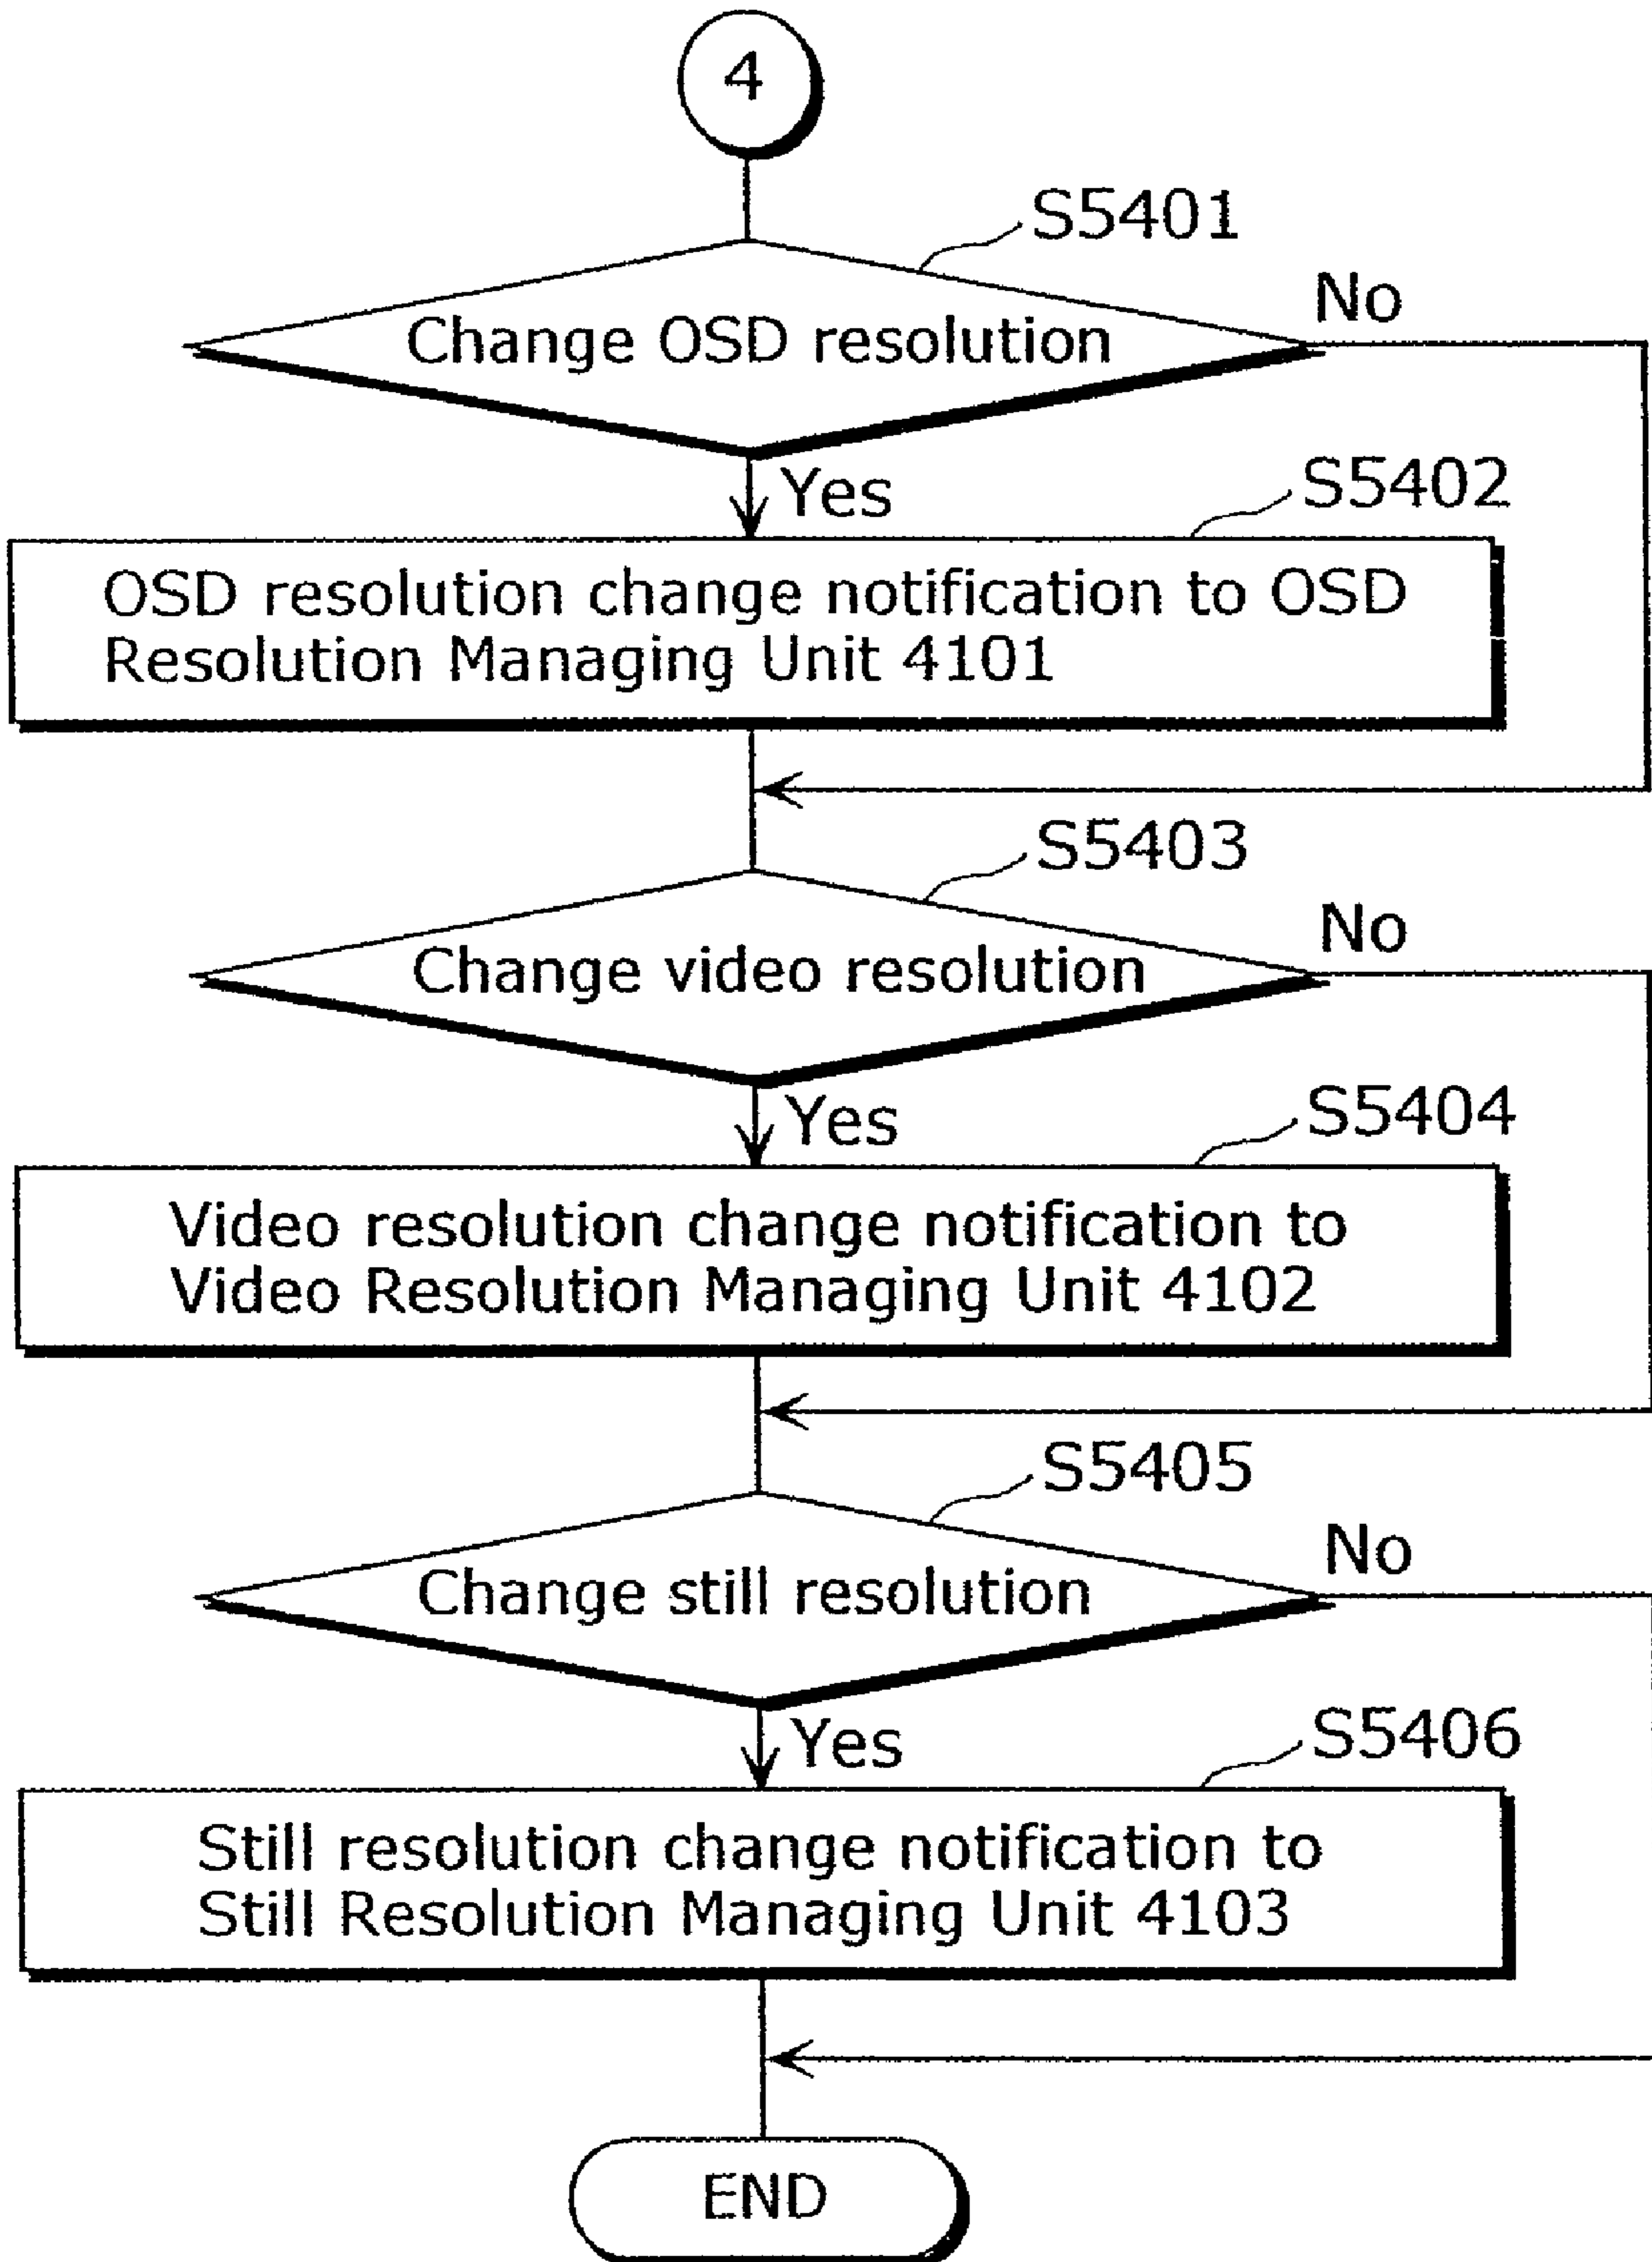 4
S5401
No
Change OSD resolution
Yes
S5402
OSD resolution change notification to OSD
Resolution Managing Unit 4101
S5403
No
Change video resolution
Yes
S5404
Video resolution change notification to
Video Resolution Managing Unit 4102
S5405
No
Change still resolution
Yes
S5406
Still resolution change notification to
Still Resolution Managing Unit 4103
END